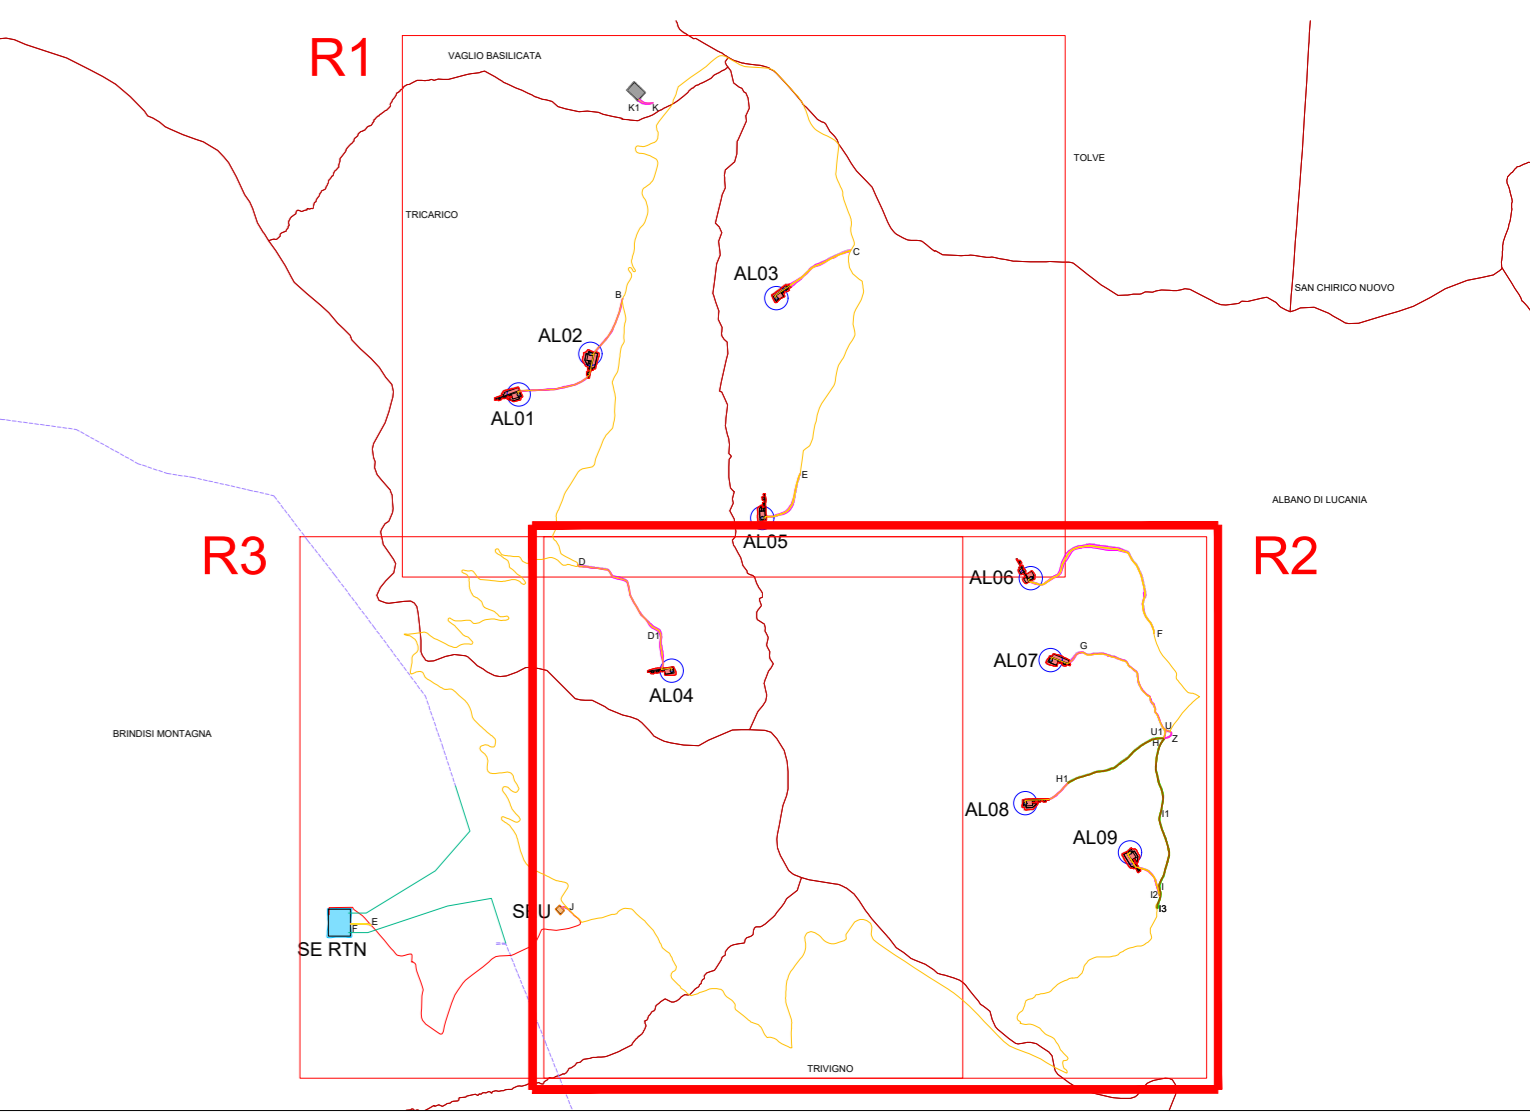 R1
VAGLIO BASILICATA
K1 K
TOLVE
TRICARICO
C
AL03
SAN CHIRICO NUOVO
B
AL02
AL01
E
ALBANO DI LUCANIA
AL05
R3
R2
D
AL06
D1
F
G
AL07
AL04
U
BRINDISI MONTAGNA
U1
Z
H
H1
AL08
I1
AL09
I
I2
I3
J
E
F
SE RTN
TRIVIGNO